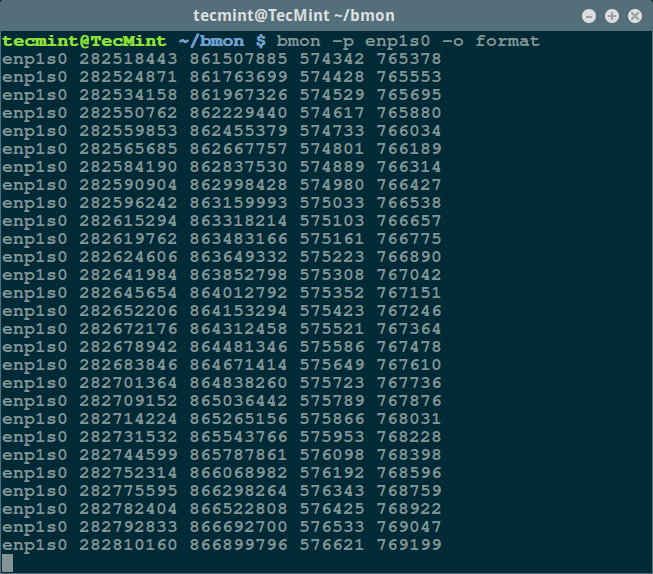 tecmint@TecMint ~/bmon
tecmint@TecMint ~/bmon $ bmon -p enp1s0 -o format
enp1s0 282518443 861507885 574342 765378
enp1s0 282524871 861763699 574428 765553
enp1s0 282534158 861967326 574529 765695
enp1s0 282550762 862229440 574617 765880
enp1s0 282559853 862455379 574733 766034
enp1s0 282565685 862667757 574801 766189
enp1s0 282584190 862837530 574889 766314
enp1s0 282590904 862998428 574980 766427
enp1s0 282596242 863159993 575033 766538
enp1s0 282615294 863318214 575103 766657
enp1s0 282619762 863483166 575161 766775
enp1s0 282624606 863649332 575223 766890
enp1s0 282641984 863852798 575308 767042
enp1s0 282645654 864012792 575352 767151
enp1s0 282652206 864153294 575423 767246
enp1s0 282672176 864312458 575521 767364
enp1s0 282678942 864481346 575586 767478
enp1s0 282683846 864671414 575649 767610
enp1s0 282701364 864838260 575723 767736
enp1s0 282709152 865036442 575789 767876
enp1s0 282714224 865265156 575866 768031
enp1s0 282731532 865543766 575953 768228
enp1s0 282744599 865787861 576098 768398
enp1s0 282752314 866068982 576192 768596
enp1s0 282775595 866298264 576343 768759
enp1s0 282782404 866522808 576425 768922
enp1s0 282792833 866692700 576533 769047
enp1s0 282810160 866899796 576621 769199